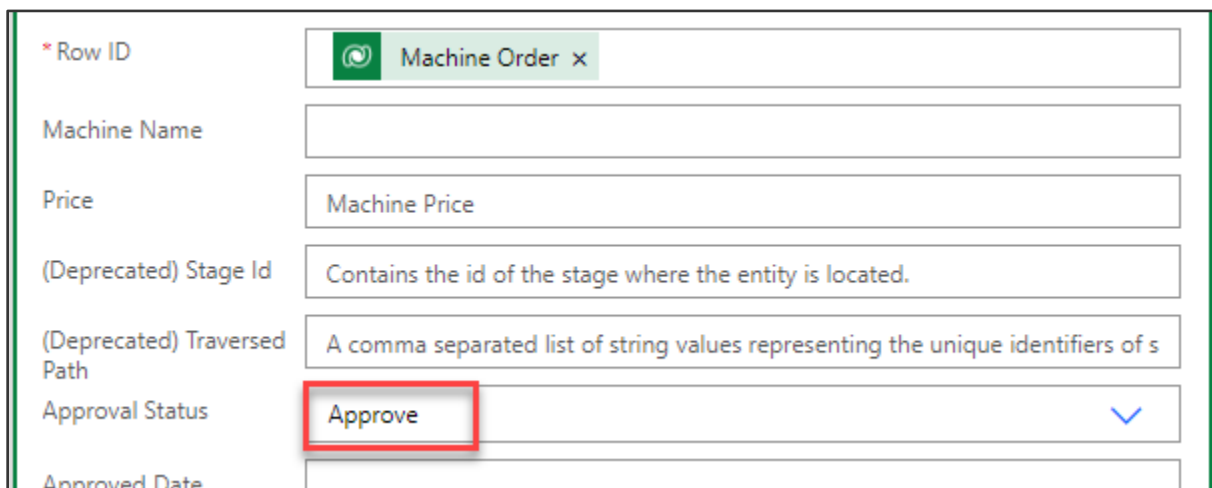 * Row ID
Machine Order ×
Machine Name
Price
Machine Price
(Deprecated) Stage Id
Contains the id of the stage where the entity is located.
(Deprecated) Traversed
Path
A comma separated list of string values representing the unique identifiers of s
Approval Status
Approve
Approved Date